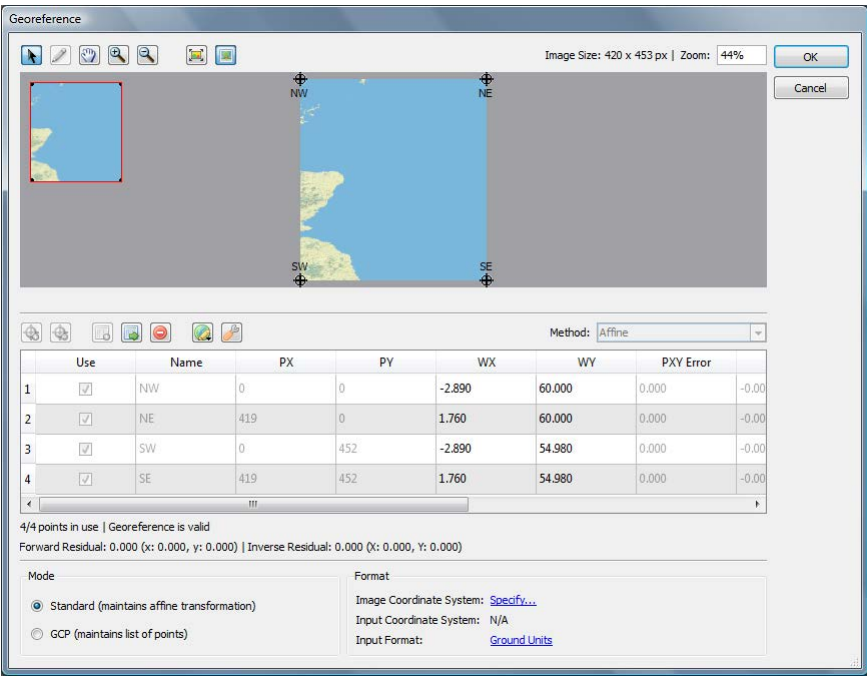 Georeference
Image Size: 420 x 453 px | Zoom: 44%
OK
Cancel
NW NE
SW SE
Method: Affine
Use Name PX PY WX WY PXY Error
1 NW 0 0 -2.890 60.000 0.000 -0.00
2 NE 419 0 1.760 60.000 0.000 -0.00
3 SW 0 452 -2.890 54.980 0.000 -0.00
4 SE 419 452 1.760 54.980 0.000 -0.00
4/4 points in use | Georeference is valid
Forward Residual: 0.000 (x: 0.000, y: 0.000) | Inverse Residual: 0.000 (X: 0.000, Y: 0.000)
Mode
Standard (maintains affine transformation)
GCP (maintains list of points)
Format
Image Coordinate System: Specify...
Input Coordinate System: N/A
Input Format: Ground Units